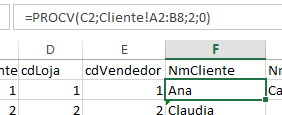 =PROCV(C2;Cliente!A2:B8;2;0)
D E F
nte cdLoja cdVendedor NmCliente
1 1 1 Ana Ca
2 2 2 Claudia